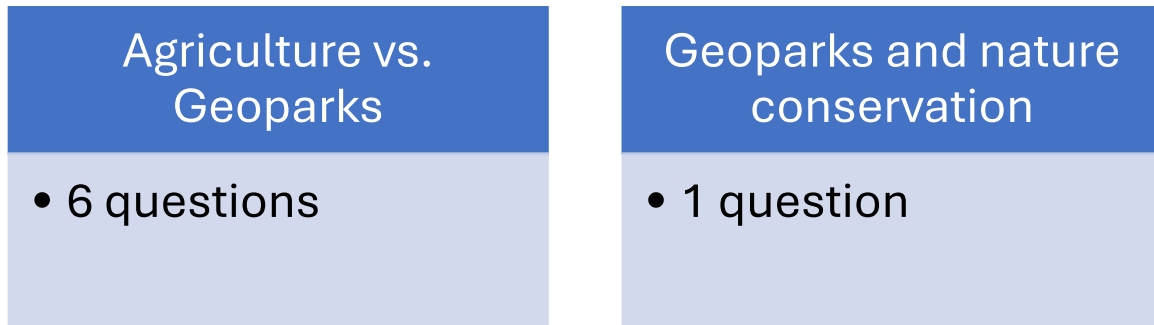 Agriculture vs.
Geoparks
• 6 questions
Geoparks and nature
conservation
• 1 question